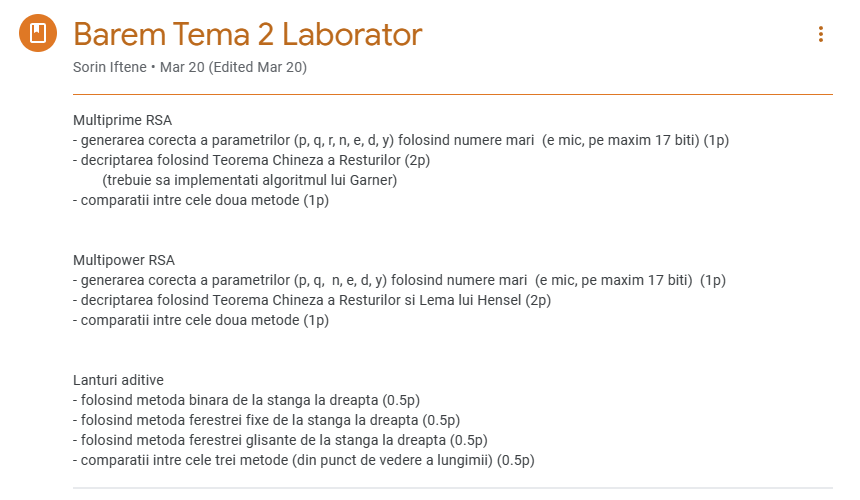 Barem Tema 2 Laborator
Sorin Iftene • Mar 20 (Edited Mar 20)
Multiprime RSA
- generarea corecta a parametrilor (p, q, r, n, e, d, y) folosind numere mari  (e mic, pe maxim 17 biti) (1p)
- decriptarea folosind Teorema Chineza a Resturilor (2p)
(trebuie sa implementati algoritmul lui Garner)
- comparatii intre cele doua metode (1p)
Multipower RSA
- generarea corecta a parametrilor (p, q,  n, e, d, y) folosind numere mari  (e mic, pe maxim 17 biti)  (1p)
- decriptarea folosind Teorema Chineza a Resturilor si Lema lui Hensel (2p)
- comparatii intre cele doua metode (1p)
Lanturi aditive
- folosind metoda binara de la stanga la dreapta (0.5p)
- folosind metoda ferestrei fixe de la stanga la dreapta (0.5p)
- folosind metoda ferestrei glisante de la stanga la dreapta (0.5p)
- comparatii intre cele trei metode (din punct de vedere a lungimii) (0.5p)